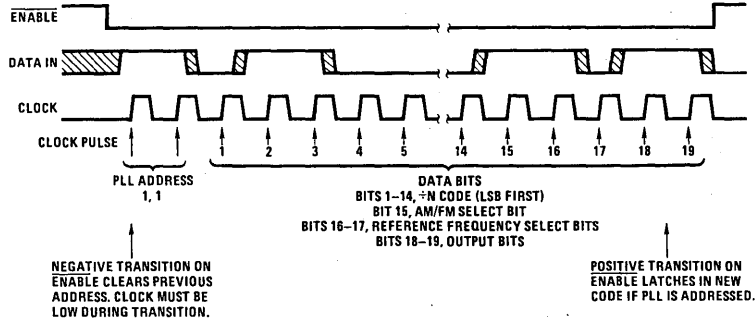 ENABLE
DATA IN
CLOCK
CLOCK PULSE
1 2 3 4 5 14 15 16 17 18 19
PLL ADDRESS
1, 1
DATA BITS
BITS 1–14, ÷N CODE (LSB FIRST)
BIT 15, AM/FM SELECT BIT
BITS 16–17, REFERENCE FREQUENCY SELECT BITS
BITS 18–19, OUTPUT BITS
NEGATIVE TRANSITION ON
ENABLE CLEARS PREVIOUS
ADDRESS. CLOCK MUST BE
LOW DURING TRANSITION.
POSITIVE TRANSITION ON
ENABLE LATCHES IN NEW
CODE IF PLL IS ADDRESSED.